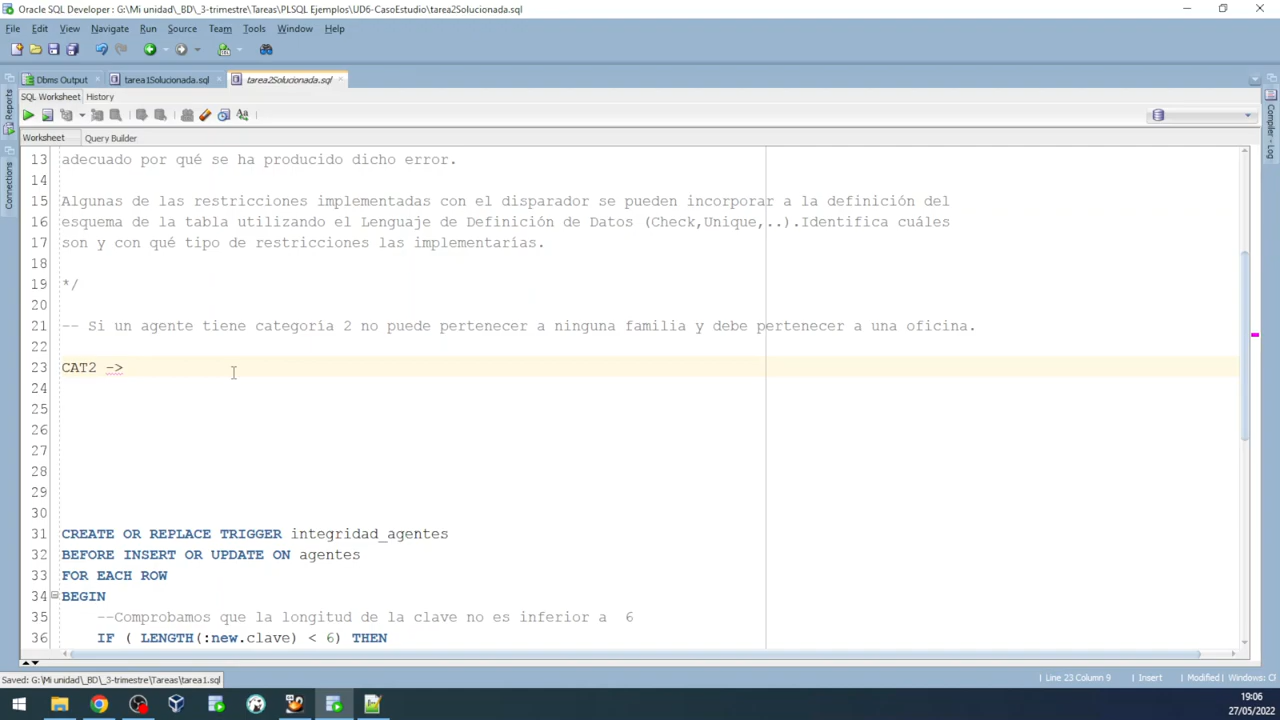 Oracle SQL Developer : G:\Mi unidad\_BD\_3-trimestre\Tareas\PLSQL Ejemplos\UD6-CasoEstudio\tarea2Solucionada.sql
File Edit View Navigate Run Source Team Tools Window Help
Dbms Output tarea1Solucionada.sql tarea2Solucionada.sql
SQL Worksheet History
Worksheet Query Builder
Reports
Connections
Compiler - Log
13 adecuado por qué se ha producido dicho error.
14
15 Algunas de las restricciones implementadas con el disparador se pueden incorporar a la definición del
16 esquema de la tabla utilizando el Lenguaje de Definición de Datos (Check,Unique,..).Identifica cuáles
17 son y con qué tipo de restricciones las implementarías.
18
19 */
20
21 -- Si un agente tiene categoría 2 no puede pertenecer a ninguna familia y debe pertenecer a una oficina.
22
23 CAT2 ->
24
25
26
27
28
29
30
31 CREATE OR REPLACE TRIGGER integridad_agentes
32 BEFORE INSERT OR UPDATE ON agentes
33 FOR EACH ROW
34 BEGIN
35 --Comprobamos que la longitud de la clave no es inferior a 6
36 IF ( LENGTH(:new.clave) < 6) THEN
Saved: G:\Mi unidad\_BD\_3-trimestre\Tareas\tarea1.sql
Line 23 Column 9 Insert Modified Windows: Cf
19:06
27/05/2022